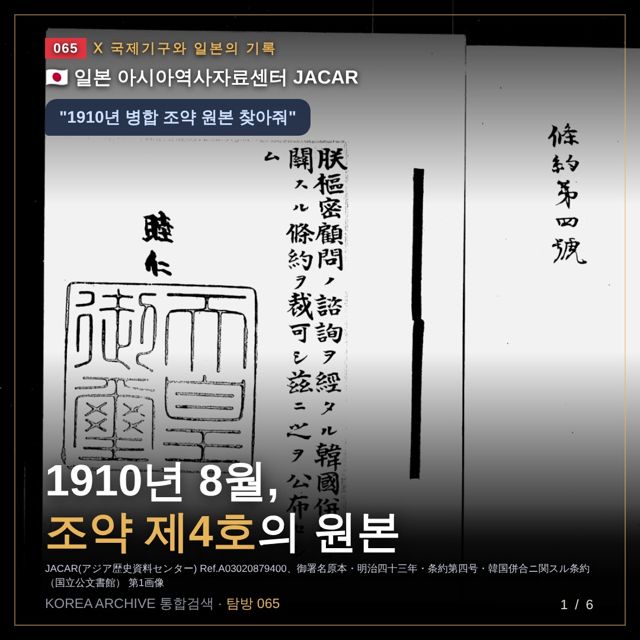 065 X 국제기구와 일본의 기록
🇯🇵 일본 아시아역사자료센터 JACAR
"1910년 병합 조약 원본 찾아줘"
條約第四號
朕樞密顧問ノ諮詢ヲ經タル韓國併
關スル條約ヲ裁可シ茲ニ之ヲ公布
ム
睦仁
天皇
御璽
1910년 8월,
조약 제4호의 원본
JACAR(アジア歴史資料センター) Ref.A03020879400、御署名原本・明治四十三年・条約第四号・韓国併合ニ関スル条約
（国立公文書館） 第1画像
KOREA ARCHIVE 통합검색 · 탐방 065
1 / 6